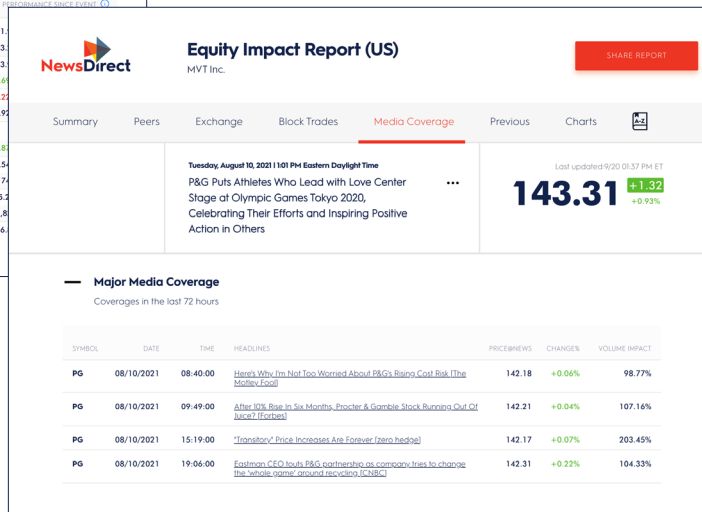 PERFORMANCE SINCE EVENT
NewsDirect
Equity Impact Report (US)
MVT Inc.
SHARE REPORT
Summary Peers Exchange Block Trades Media Coverage Previous Charts A-Z
Tuesday, August 10, 2021 I 1:01 PM Eastern Daylight Time
P&G Puts Athletes Who Lead with Love Center
Stage at Olympic Games Tokyo 2020,
Celebrating Their Efforts and Inspiring Positive
Action in Others
Last updated 9/20 01:37 PM ET
143.31 +1.32
+0.93%
Major Media Coverage
Coverages in the last 72 hours
SYMBOL DATE TIME HEADLINES PRICE@NEWS CHANGE% VOLUME IMPACT
PG 08/10/2021 08:40:00 Here's Why I'm Not Too Worried About P&G's Rising Cost Risk [The 142.18 +0.06% 98.77%
Motley Fool]
PG 08/10/2021 09:49:00 After 10% Rise In Six Months, Procter & Gamble Stock Running Out Of 142.21 +0.04% 107.16%
Juice? [Forbes]
PG 08/10/2021 15:19:00 "Transitory" Price Increases Are Forever [zero hedge] 142.17 +0.07% 203.45%
PG 08/10/2021 19:06:00 Eastman CEO touts P&G partnership as company tries to change 142.31 +0.22% 104.33%
the 'whole game' around recycling [CNBC]